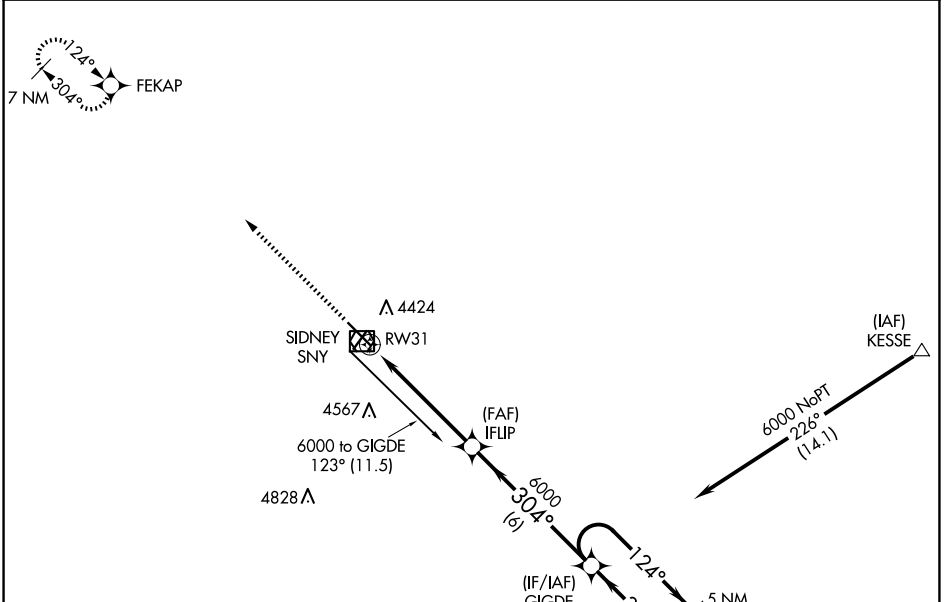 124°
304°
7 NM
FEKAP
4424
SIDNEY
SNY
RW31
(IAF)
KESSE
6000 NoPT
226°
(14.1)
4567
6000 to GIGDE
123° (11.5)
(FAF)
IFLIP
4828
6000
304°
(6)
124°
(IF/IAF)
GIGDE
5 NM